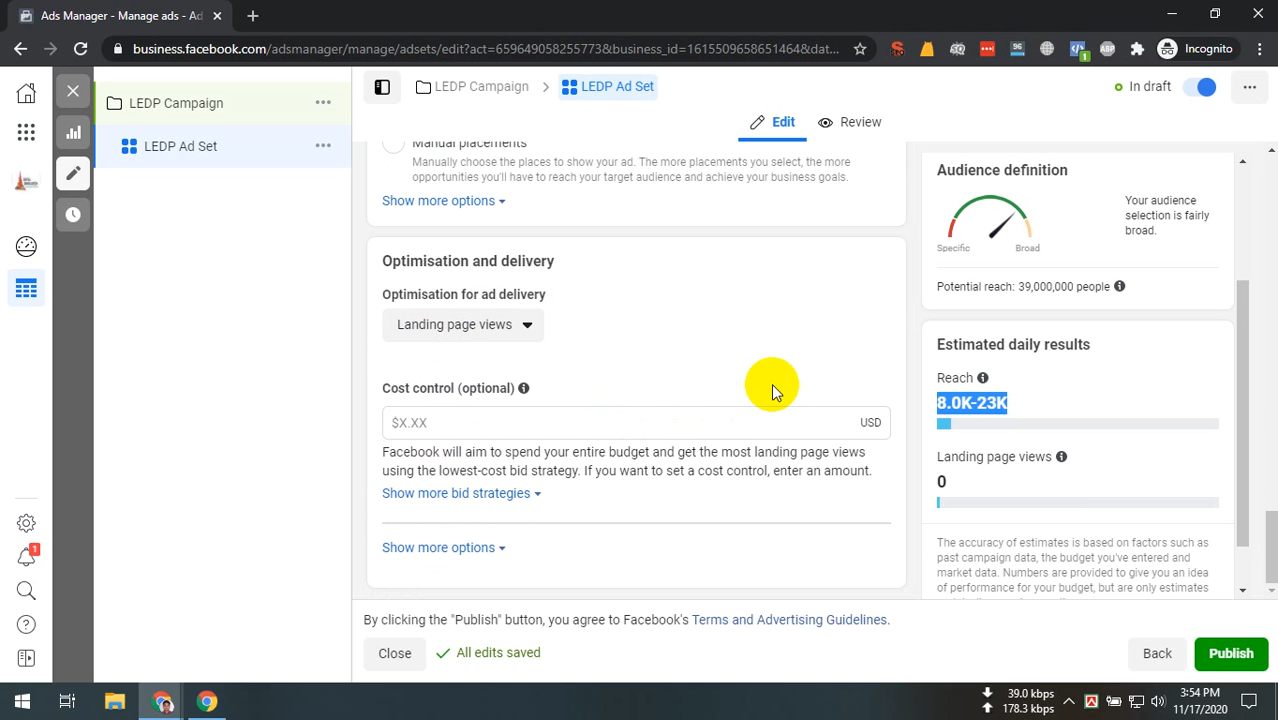 Ads Manager - Manage ads - Ad
Incognito
business.facebook.com/adsmanager/manage/adsets/edit?act=659649058255773&business_id=1615509658651464&dat...
LEDP Campaign
LEDP Ad Set
LEDP Campaign
LEDP Ad Set
In draft
Edit
Review
Manual placements
Manually choose the places to show your ad. The more placements you select, the more
opportunities you'll have to reach your target audience and achieve your business goals.
Show more options
Optimisation and delivery
Optimisation for ad delivery
Landing page views
Cost control (optional)
$X.XX
USD
Facebook will aim to spend your entire budget and get the most landing page views
using the lowest-cost bid strategy. If you want to set a cost control, enter an amount.
Show more bid strategies
Show more options
Audience definition
Specific
Broad
Your audience
selection is fairly
broad.
Potential reach: 39,000,000 people
Estimated daily results
Reach
8.0K-23K
Landing page views
0
The accuracy of estimates is based on factors such as
past campaign data, the budget you've entered and
market data. Numbers are provided to give you an idea
of performance for your budget, but are only estimates
By clicking the "Publish" button, you agree to Facebook's Terms and Advertising Guidelines.
Close
All edits saved
Back
Publish
1
39.0 kbps
178.3 kbps
3:54 PM
11/17/2020